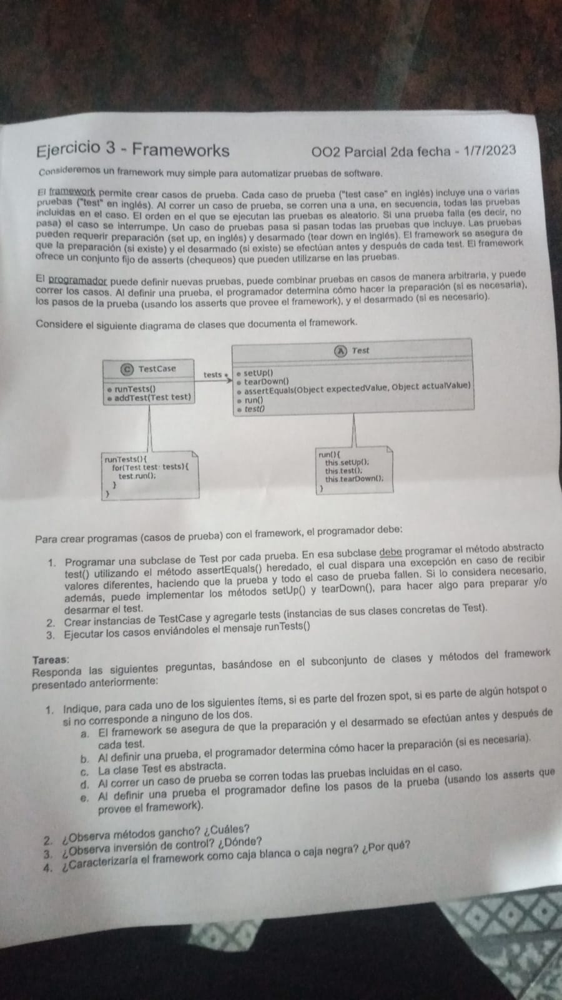 Ejercicio 3 - Frameworks OO2 Parcial 2da fecha - 1/7/2023
Consideremos un framework muy simple para automatizar pruebas de software.
El framework permite crear casos de prueba. Cada caso de prueba ("test case" en inglés) incluye una o varias
pruebas ("test" en inglés). Al correr un caso de prueba, se corren una a una, en secuencia, todas las pruebas
incluidas en el caso. El orden en el que se ejecutan las pruebas es aleatorio. Si una prueba falla (es decir, no
pasa) el caso se interrumpe. Un caso de pruebas pasa si pasan todas las pruebas que incluye. Las pruebas
pueden requerir preparación (set up, en inglés) y desarmado (tear down en inglés). El framework se asegura de
que la preparación (si existe) y el desarmado (si existe) se efectúan antes y después de cada test. El framework
ofrece un conjunto fijo de asserts (chequeos) que pueden utilizarse en las pruebas.
El programador puede definir nuevas pruebas, puede combinar pruebas en casos de manera arbitraria, y puede
correr los casos. Al definir una prueba, el programador determina cómo hacer la preparación (si es necesaria),
los pasos de la prueba (usando los asserts que provee el framework), y el desarmado (si es necesario).
Considere el siguiente diagrama de clases que documenta el framework.
C TestCase
runTests()
addTest(Test test)
tests *
A Test
setUp()
tearDown()
assertEquals(Object expectedValue, Object actualValue)
run()
test()
runTests(){
for(Test test: tests){
test.run();
}
}
run(){
this.setUp();
this.test();
this.tearDown();
}
Para crear programas (casos de prueba) con el framework, el programador debe:
1. Programar una subclase de Test por cada prueba. En esa subclase debe programar el método abstracto
test() utilizando el método assertEquals() heredado, el cual dispara una excepción en caso de recibir
valores diferentes, haciendo que la prueba y todo el caso de prueba fallen. Si lo considera necesario,
además, puede implementar los métodos setUp() y tearDown(), para hacer algo para preparar y/o
desarmar el test.
2. Crear instancias de TestCase y agregarle tests (instancias de sus clases concretas de Test).
3. Ejecutar los casos enviándoles el mensaje runTests()
Tareas:
Responda las siguientes preguntas, basándose en el subconjunto de clases y métodos del framework
presentado anteriormente:
1. Indique, para cada uno de los siguientes ítems, si es parte del frozen spot, si es parte de algún hotspot o
si no corresponde a ninguno de los dos.
a. El framework se asegura de que la preparación y el desarmado se efectúan antes y después de
cada test.
b. Al definir una prueba, el programador determina cómo hacer la preparación (si es necesaria).
c. La clase Test es abstracta.
d. Al correr un caso de prueba se corren todas las pruebas incluidas en el caso.
e. Al definir una prueba el programador define los pasos de la prueba (usando los asserts que
provee el framework).
2. ¿Observa métodos gancho? ¿Cuáles?
3. ¿Observa inversión de control? ¿Dónde?
4. ¿Caracterizaría el framework como caja blanca o caja negra? ¿Por qué?